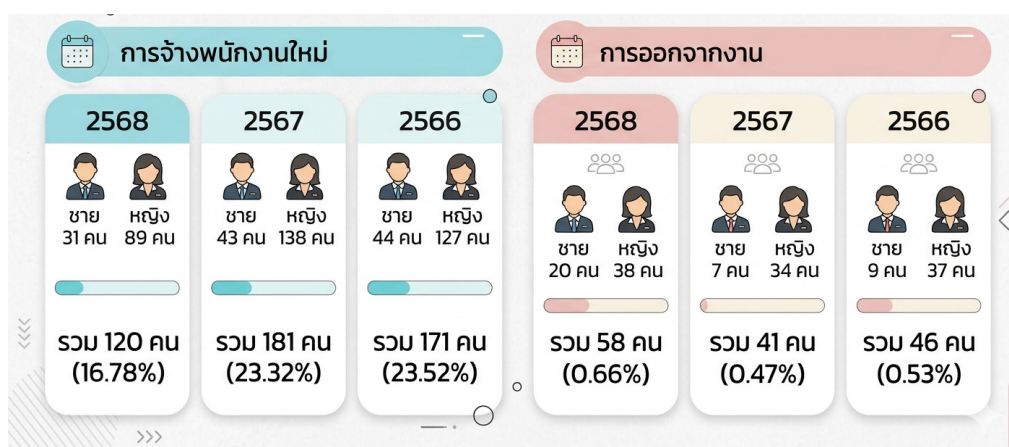 การจ้างพนักงานใหม่
2568
ชาย หญิง
31 คน 89 คน
รวม 120 คน
(16.78%)
2567
ชาย หญิง
43 คน 138 คน
รวม 181 คน
(23.32%)
2566
ชาย หญิง
44 คน 127 คน
รวม 171 คน
(23.52%)
การออกจากงาน
2568
ชาย หญิง
20 คน 38 คน
รวม 58 คน
(0.66%)
2567
ชาย หญิง
7 คน 34 คน
รวม 41 คน
(0.47%)
2566
ชาย หญิง
9 คน 37 คน
รวม 46 คน
(0.53%)